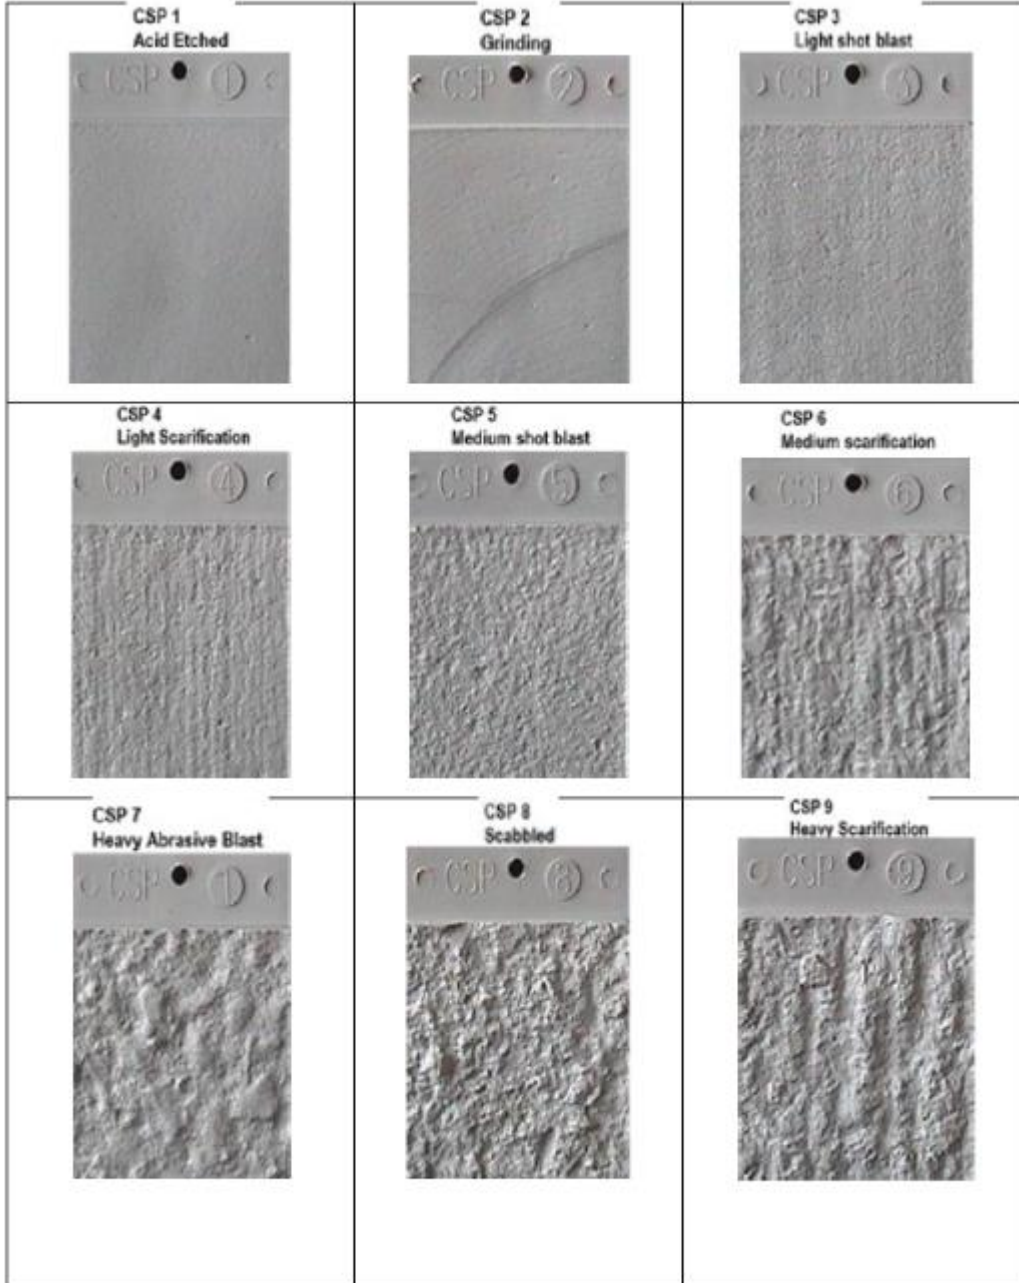 CSP 1
Acid Etched
CSP 1
CSP 2
Grinding
CSP 2
CSP 3
Light shot blast
CSP 3
CSP 4
Light Scarification
CSP 4
CSP 5
Medium shot blast
CSP 5
CSP 6
Medium scarification
CSP 6
CSP 7
Heavy Abrasive Blast
CSP 7
CSP 8
Scabbled
CSP 8
CSP 9
Heavy Scarification
CSP 9